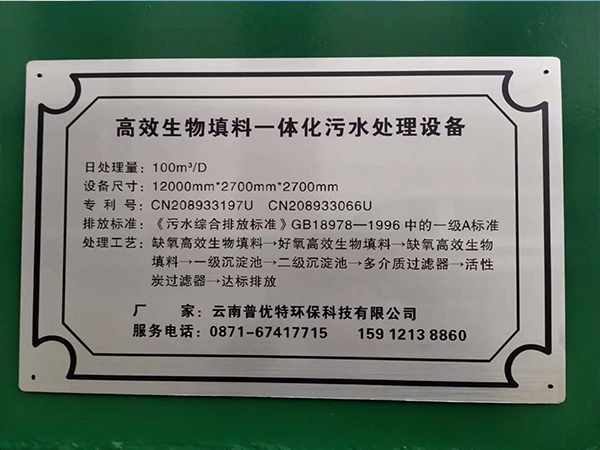 高效生物填料一体化污水处理设备
日处理量：100m³/D
设备尺寸：12000mm*2700mm*2700mm
专利号：CN208933197U CN208933066U
排放标准：《污水综合排放标准》GB18978—1996中的一级A标准
处理工艺：缺氧高效生物填料→好氧高效生物填料→缺氧高效生物
填料→一级沉淀池→二级沉淀池→多介质过滤器→活性
炭过滤器→达标排放
厂家：云南普优特环保科技有限公司
服务电话：0871-67417715 159 1213 8860